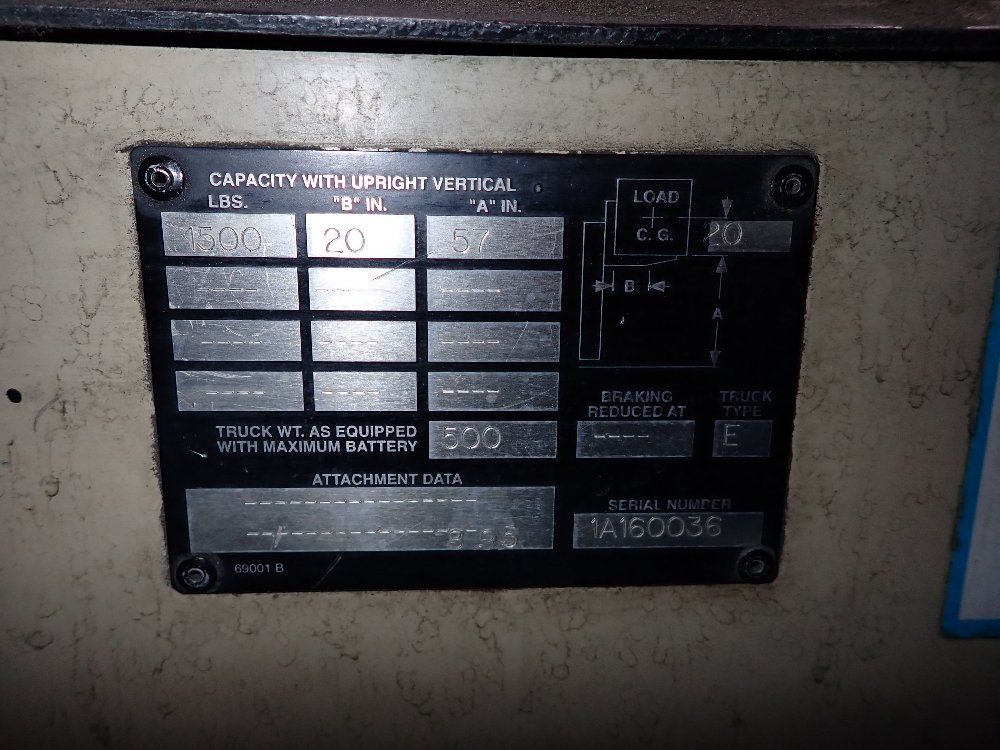 CAPACITY WITH UPRIGHT VERTICAL
LBS. "B" IN. "A" IN.
1500 20 57
---- ---- ----
---- ---- ----
---- ---- ----
LOAD
C. G. 20
B
A
TRUCK WT. AS EQUIPPED
WITH MAXIMUM BATTERY
500
BRAKING
REDUCED AT
----
TRUCK
TYPE
E
ATTACHMENT DATA
SERIAL NUMBER
1A160036
69001 B